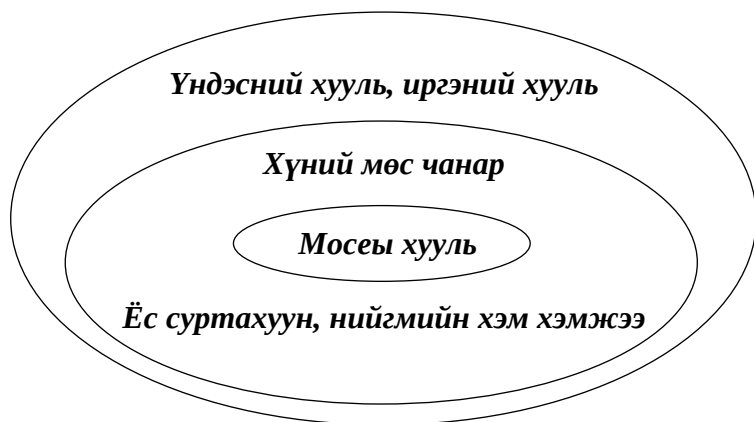 Үндэсний хууль, иргэний хууль
Хүний мөс чанар
Мосеы хууль
Ёс суртахуун, нийгмийн хэм хэмжээ